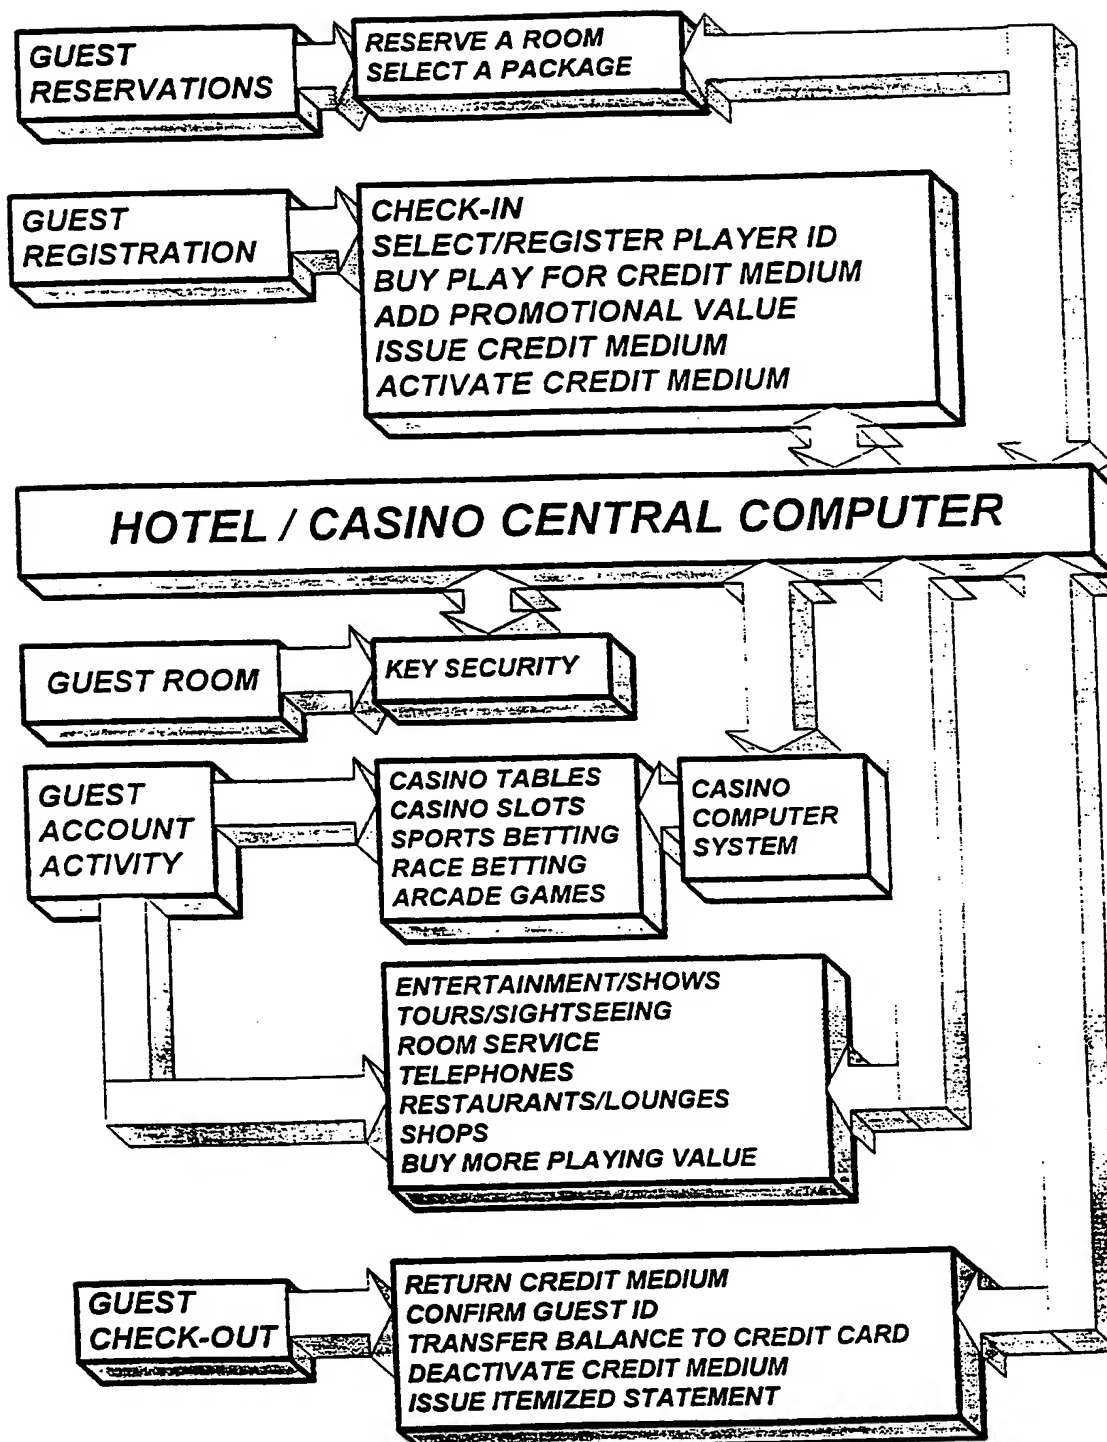 GUEST
RESERVATIONS
RESERVE A ROOM
SELECT A PACKAGE
GUEST
REGISTRATION
CHECK-IN
SELECT/REGISTER PLAYER ID
BUY PLAY FOR CREDIT MEDIUM
ADD PROMOTIONAL VALUE
ISSUE CREDIT MEDIUM
ACTIVATE CREDIT MEDIUM
HOTEL / CASINO CENTRAL COMPUTER
GUEST ROOM
KEY SECURITY
GUEST
ACCOUNT
ACTIVITY
CASINO TABLES
CASINO SLOTS
SPORTS BETTING
RACE BETTING
ARCADE GAMES
CASINO
COMPUTER
SYSTEM
ENTERTAINMENT/SHOWS
TOURS/SIGHTSEEING
ROOM SERVICE
TELEPHONES
RESTAURANTS/LOUNGES
SHOPS
BUY MORE PLAYING VALUE
GUEST
CHECK-OUT
RETURN CREDIT MEDIUM
CONFIRM GUEST ID
TRANSFER BALANCE TO CREDIT CARD
DEACTIVATE CREDIT MEDIUM
ISSUE ITEMIZED STATEMENT